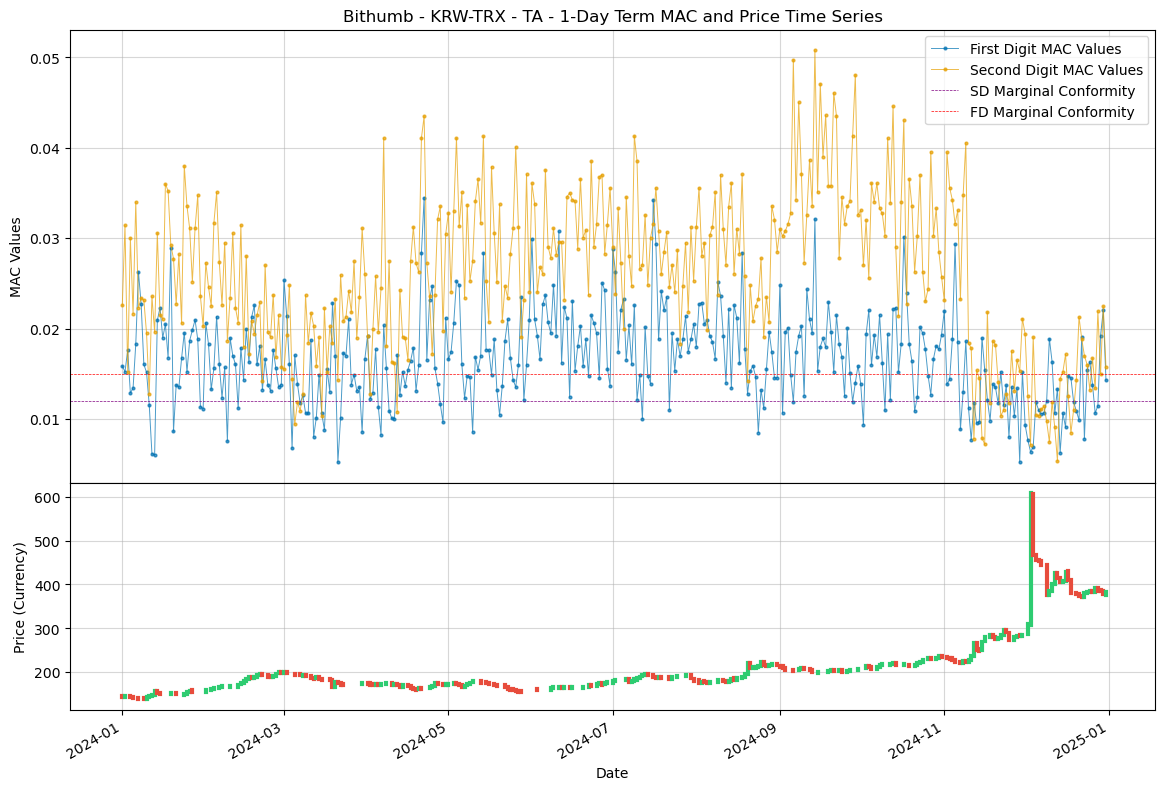 Bithumb - KRW-TRX - TA - 1-Day Term MAC and Price Time Series
First Digit MAC Values
Second Digit MAC Values
SD Marginal Conformity
FD Marginal Conformity
MAC Values
0.05
0.04
0.03
0.02
0.01
Price (Currency)
600
500
400
300
200
2024-01
2024-03
2024-05
2024-07
2024-09
2024-11
2025-01
Date